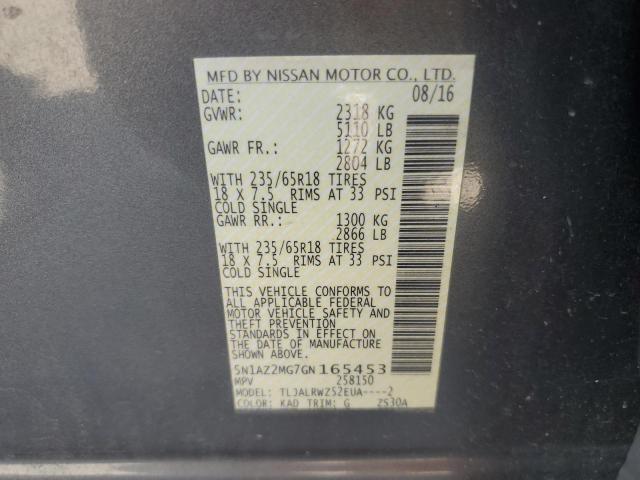 MFD BY NISSAN MOTOR CO., LTD.
DATE: 08/16
GVWR: 2318 KG
5110 LB
GAWR FR.: 1272 KG
2804 LB
WITH 235/65R18 TIRES
18 X 7.5 RIMS AT 33 PSI
COLD SINGLE
GAWR RR.: 1300 KG
2866 LB
WITH 235/65R18 TIRES
18 X 7.5 RIMS AT 33 PSI
COLD SINGLE
THIS VEHICLE CONFORMS TO
ALL APPLICABLE FEDERAL
MOTOR VEHICLE SAFETY AND
THEFT PREVENTION
STANDARDS IN EFFECT ON
THE DATE OF MANUFACTURE
SHOWN ABOVE.
5N1AZ2MG7GN165453
MPV 258150
MODEL: TL3ALRWZ52EUA----2
COLOR: KAD TRIM: G ZS30A